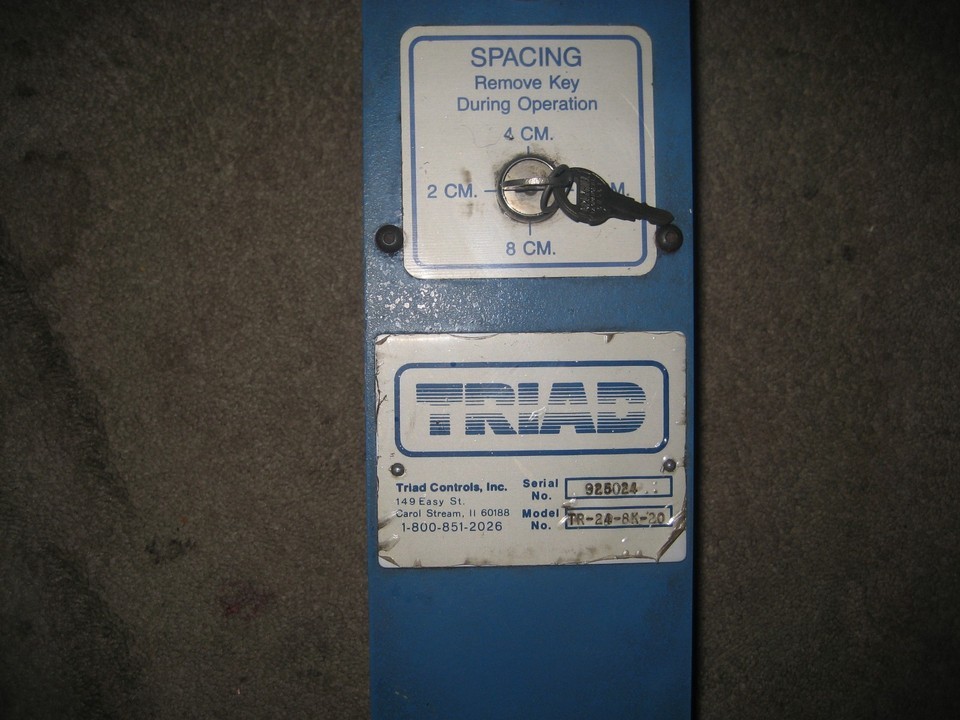 SPACING
Remove Key
During Operation
4 CM.
2 CM.
M.
8 CM.
TRIAD
Triad Controls, Inc.
149 Easy St.
Carol Stream, Il 60188
1-800-851-2026
Serial No. 925024
Model No. TR-24-8K-20 1